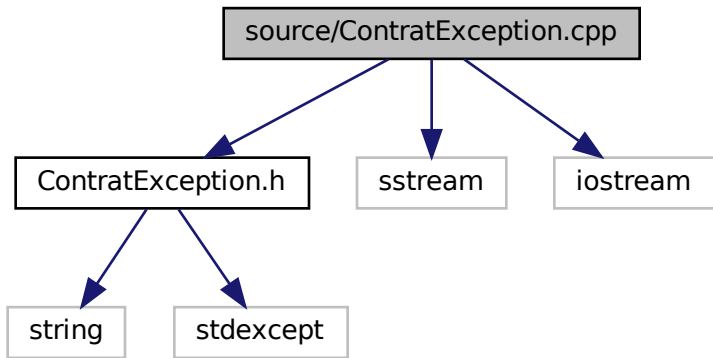 source/ContratException.cpp
ContratException.h
sstream
iostream
string
stdexcept